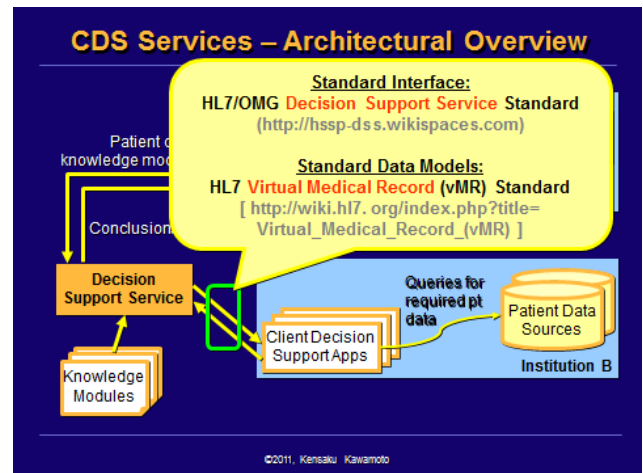 CDS Services – Architectural Overview
Standard Interface:
HL7/OMG Decision Support Service Standard
(http://hssp-dss.wikispaces.com)
Standard Data Models:
HL7 Virtual Medical Record (vMR) Standard
[ http://wiki.hl7. org/index.php?title=
Virtual_Medical_Record_(vMR) ]
Patient
knowledge
Decision
Support Service
Knowledge
Modules
Client Decision
Support Apps
Queries for
required pt
data
Patient Data
Sources
Institution B
©2011, Kensaku Kawamoto